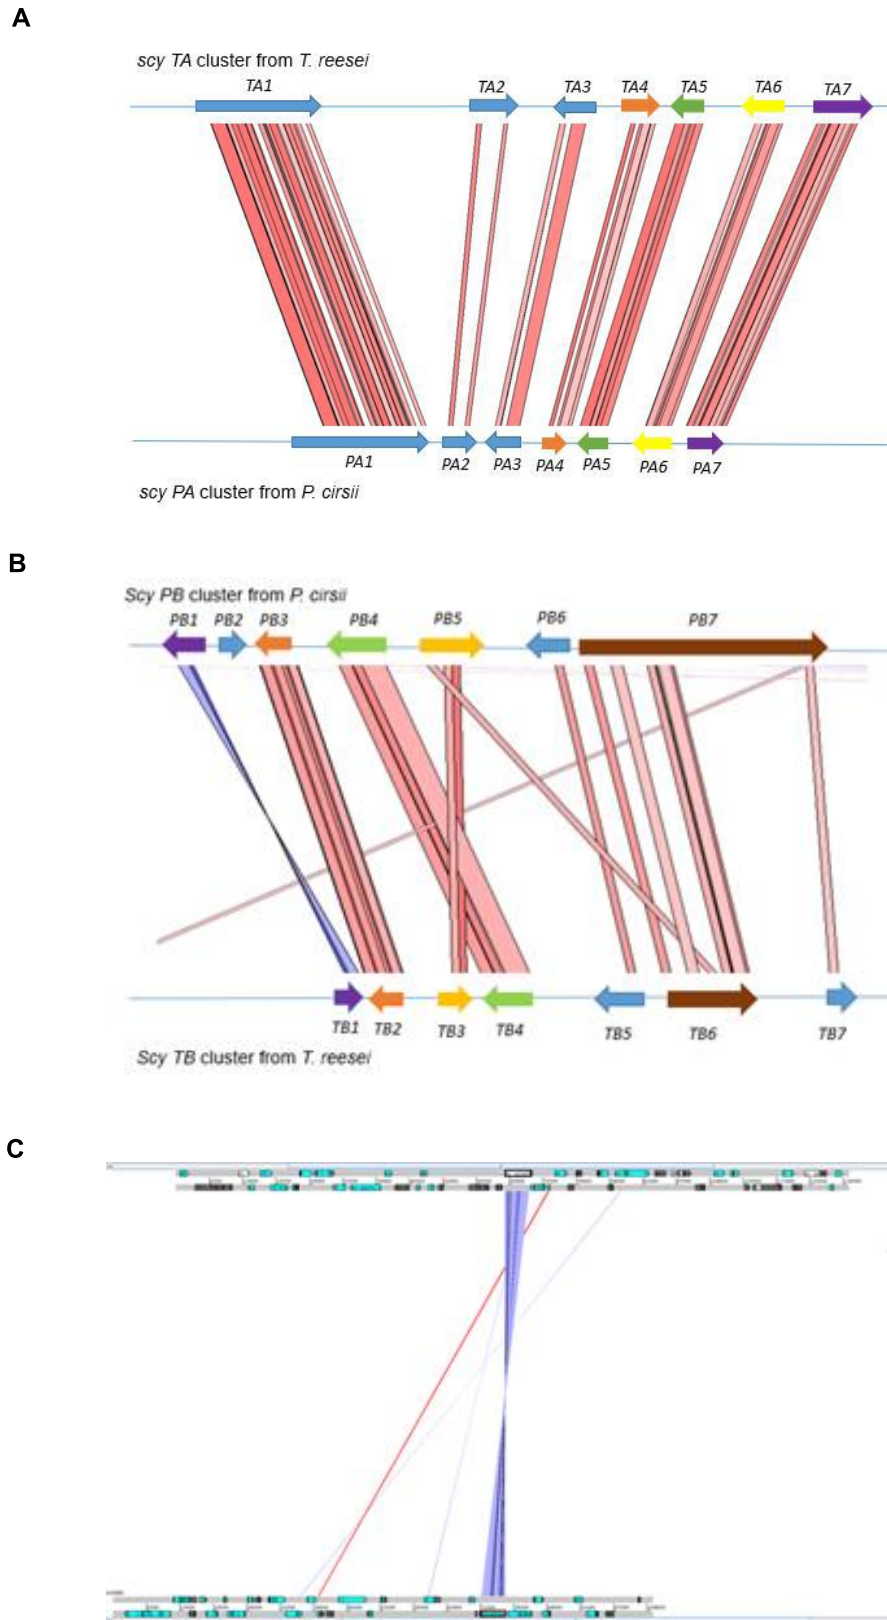 A
scy TA cluster from T. reesei
TA1 TA2 TA3 TA4 TA5 TA6 TA7
PA1 PA2 PA3 PA4 PA5 PA6 PA7
scy PA cluster from P. cirsii
B
Scy PB cluster from P. cirsii
PB1 PB2 PB3 PB4 PB5 PB6 PB7
TB1 TB2 TB3 TB4 TB5 TB6 TB7
Scy TB cluster from T. reesei
C